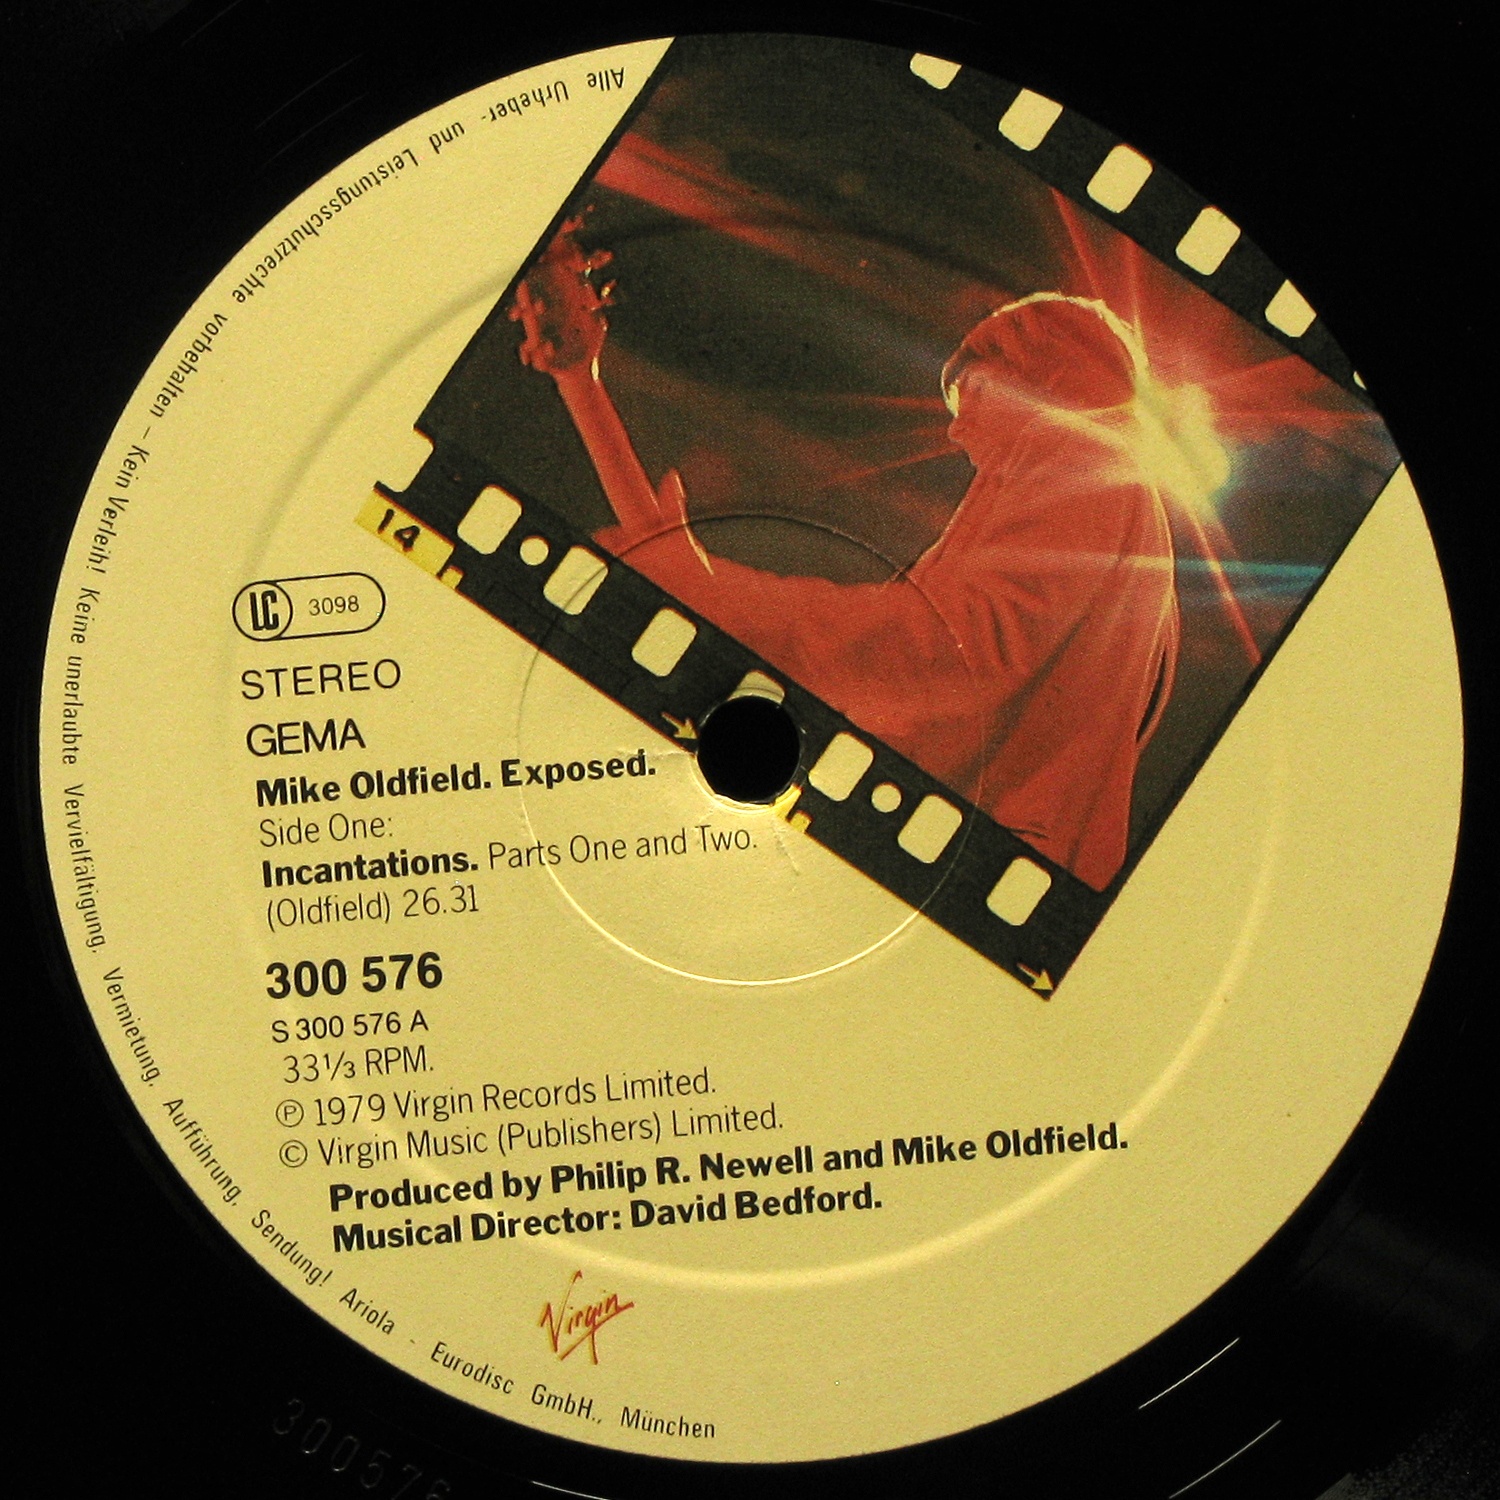 Alle Urheber- und Leistungsschutzrechte vorbehalten – Kein Verleih! Keine unerlaubte Vervielfältigung, Vermietung, Aufführung, Sendung! Ariola - Eurodisc GmbH., München
14
LC 3098
STEREO
GEMA
Mike Oldfield. Exposed.
Side One:
Incantations. Parts One and Two.
(Oldfield) 26.31
300 576
S 300 576 A
33⅓ RPM.
℗ 1979 Virgin Records Limited.
© Virgin Music (Publishers) Limited.
Produced by Philip R. Newell and Mike Oldfield.
Musical Director: David Bedford.
Virgin
300576